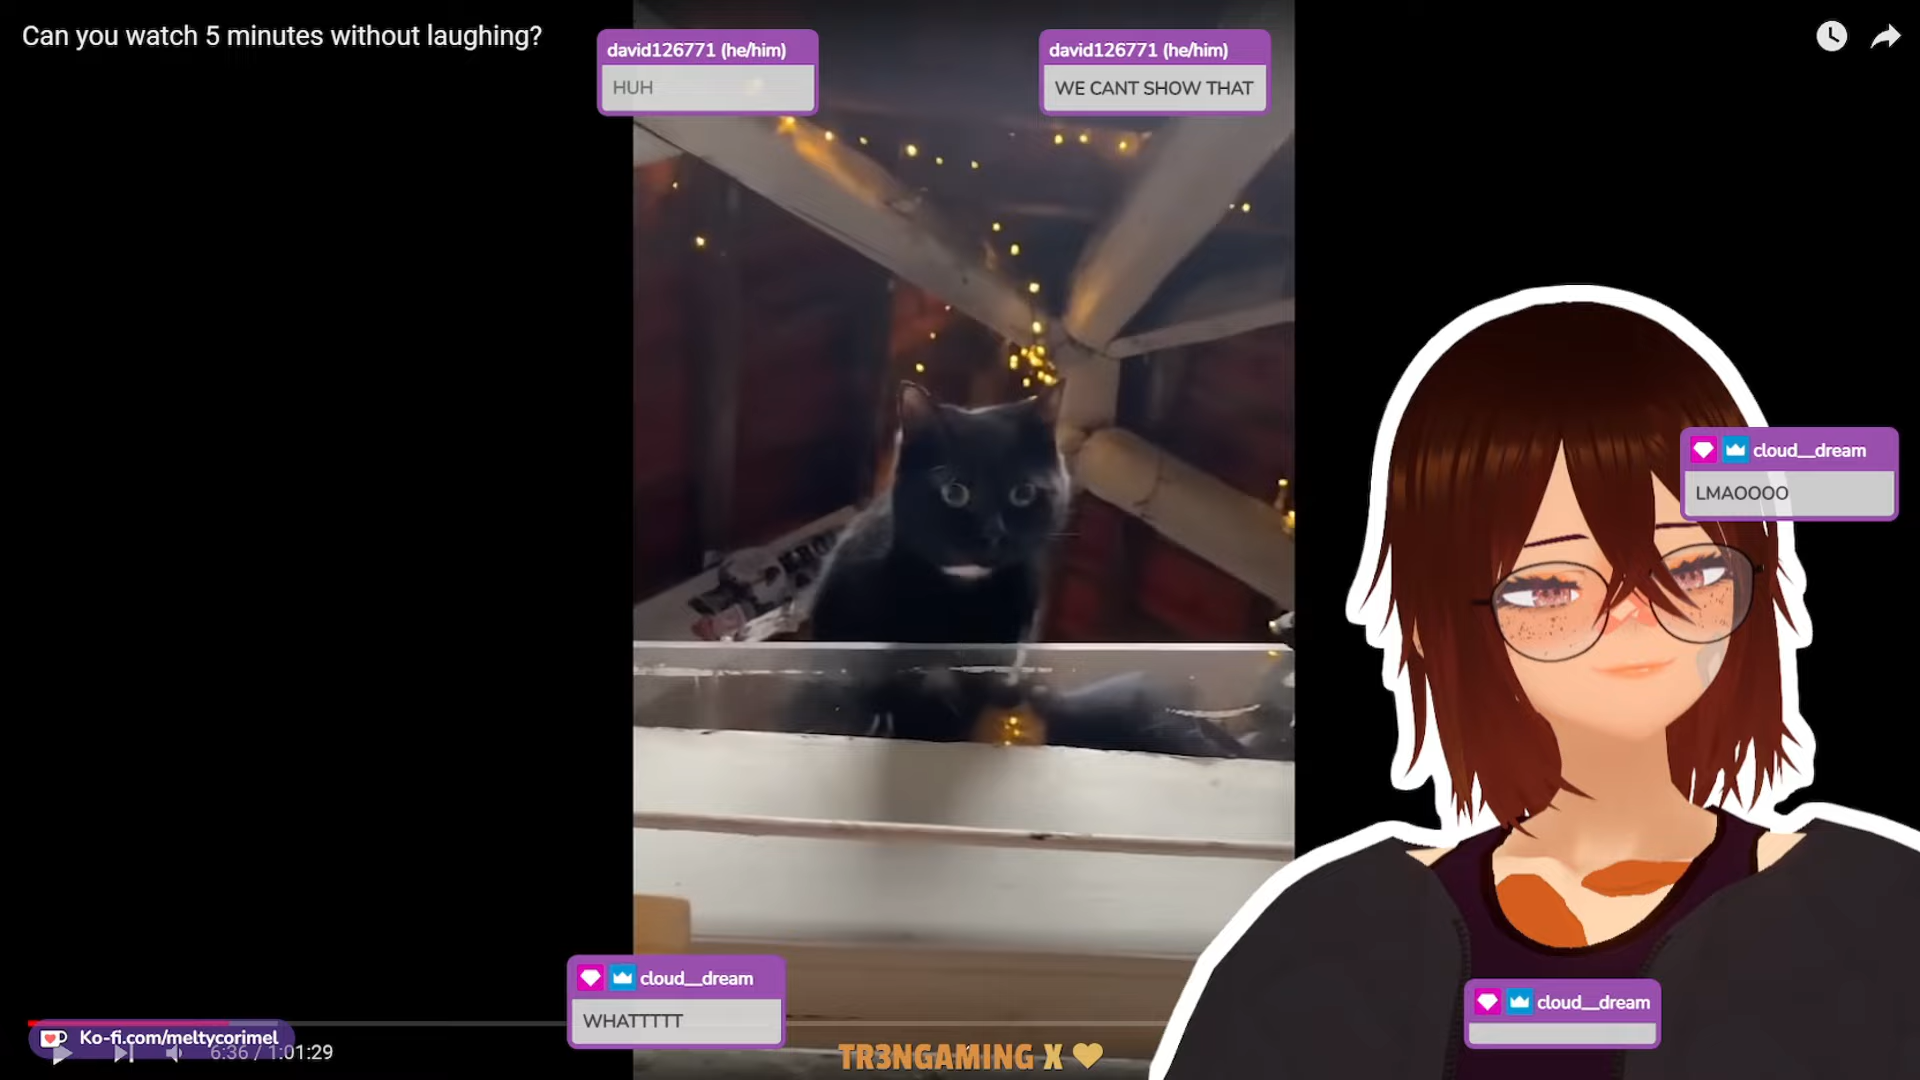 Can you watch 5 minutes without laughing?
david126771 (he/him)
HUH
david126771 (he/him)
WE CANT SHOW THAT
cloud__dream
LMAOOOO
cloud__dream
WHATTTTT
cloud__dream
Ko-fi.com/meltycorimel
6:36 / 1:01:29
TR3NGAMING X